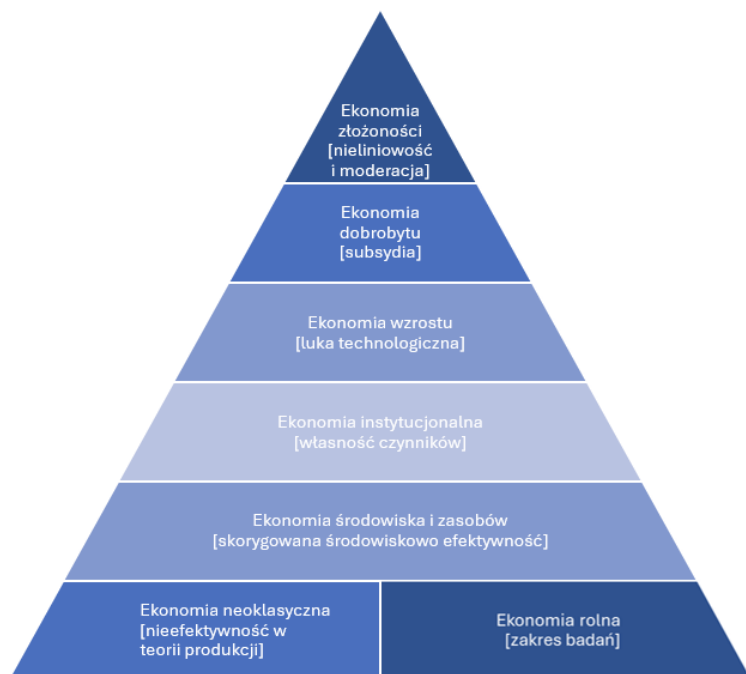 Ekonomia
złożoności
[nieliniowość
i moderacja]
Ekonomia
dobrobytu
[subsydia]
Ekonomia wzrostu
[luka technologiczna]
Ekonomia instytucjonalna
[własność czynników]
Ekonomia środowiska i zasobów
[skorygowana środowiskowo efektywność]
Ekonomia neoklasyczna
[nieefektywność w
teorii produkcji]
Ekonomia rolna
[zakres badań]